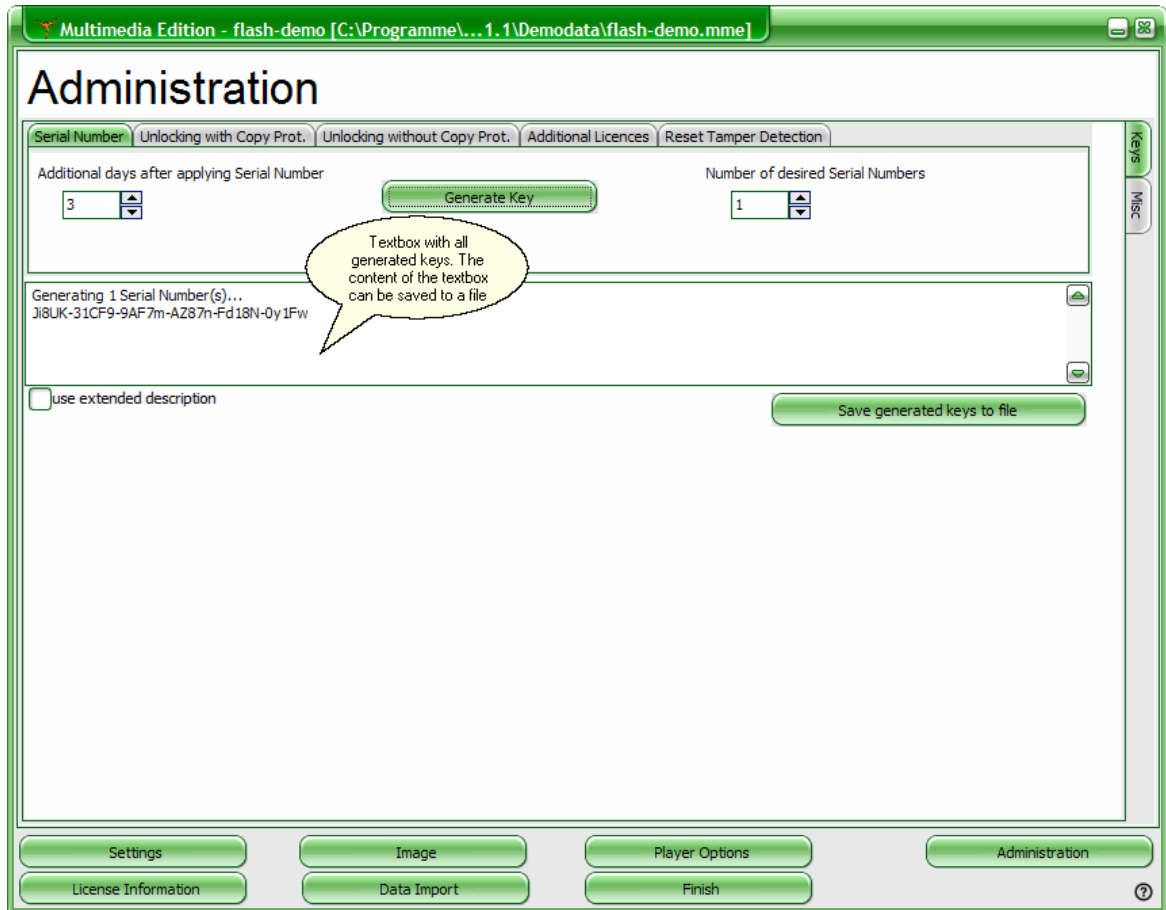 Multimedia Edition - flash-demo [C:\Programme\...1.1\Demodata\flash-demo.mme]
Administration
Serial Number Unlocking with Copy Prot. Unlocking without Copy Prot. Additional Licences Reset Tamper Detection
Keys
Misc
Additional days after applying Serial Number
Number of desired Serial Numbers
3
Generate Key
1
Textbox with all
generated keys. The
content of the textbox
can be saved to a file
Generating 1 Serial Number(s)...
Ji8UK-31CF9-9AF7m-AZ87n-Fd18N-0y1Fw
use extended description
Save generated keys to file
Settings Image Player Options Administration
License Information Data Import Finish
?